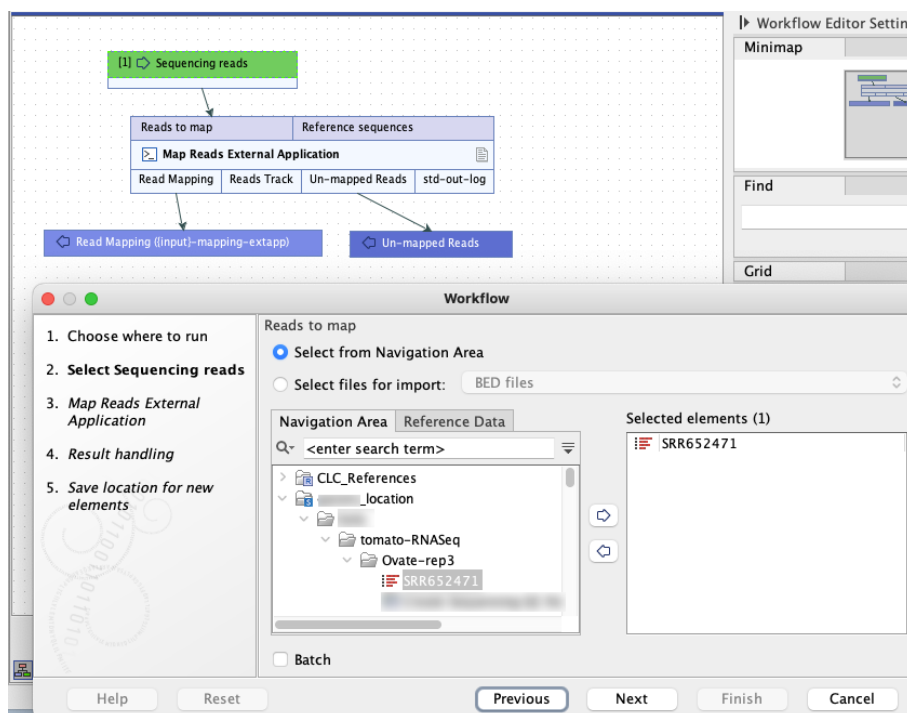 [1] Sequencing reads
Reads to map Reference sequences
Map Reads External Application
Read Mapping Reads Track Un-mapped Reads std-out-log
Read Mapping ({input}-mapping-extapp) Un-mapped Reads
Workflow Editor Settin
Minimap
Find
Grid
Workflow
1. Choose where to run
2. Select Sequencing reads
3. Map Reads External
Application
4. Result handling
5. Save location for new
elements
Reads to map
Select from Navigation Area
Select files for import: BED files
Navigation Area Reference Data
<enter search term>
CLC_References
_location
tomato-RNASeq
Ovate-rep3
SRR652471
Batch
Selected elements (1)
SRR652471
Help Reset Previous Next Finish Cancel